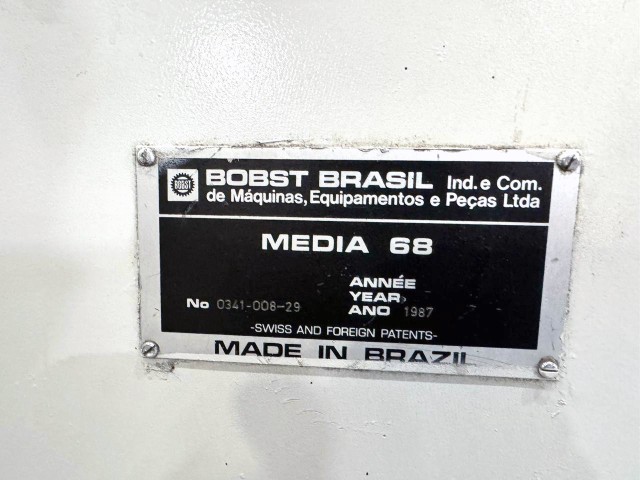 BOBST
BOBST BRASIL Ind. e Com.
de Máquinas, Equipamentos e Peças Ltda
MEDIA 68
ANNÉE
YEAR
No 0341-008-29 ANO 1987
-SWISS AND FOREIGN PATENTS-
MADE IN BRAZIL